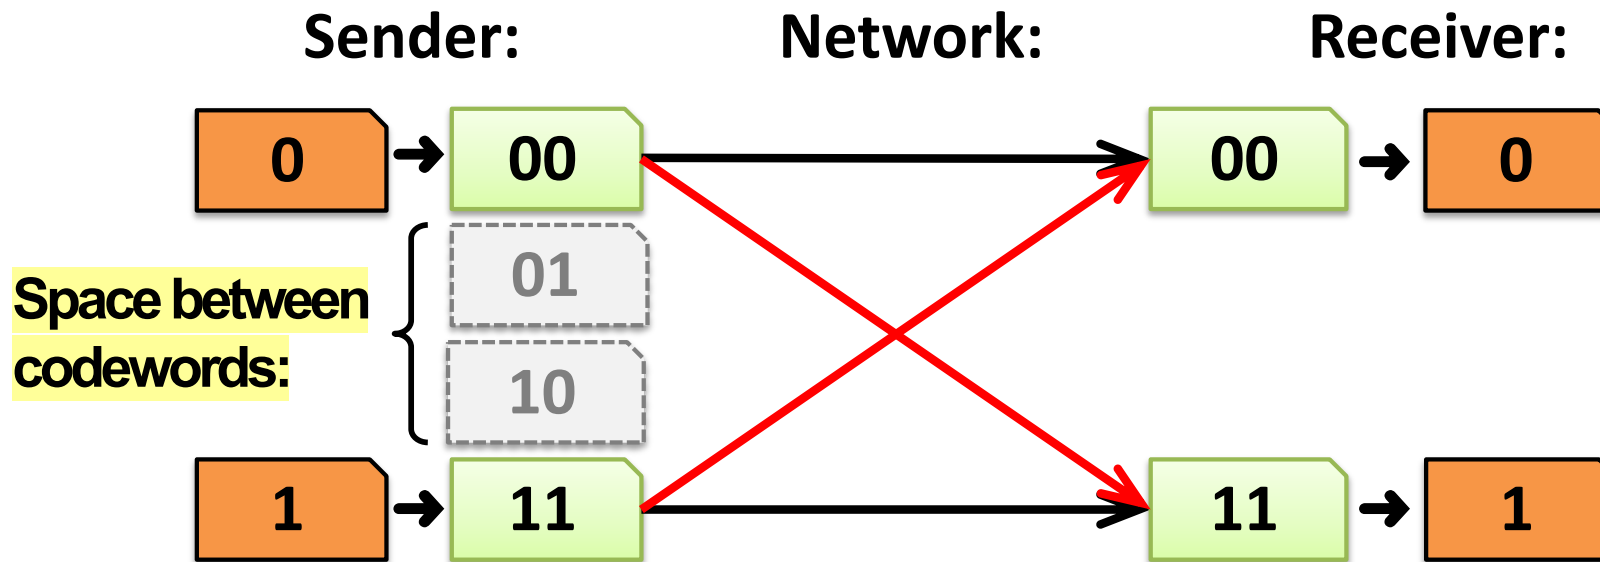 Sender: Network: Receiver:
0 00 00 0
01
Space between
codewords:
10
1 11 11 1